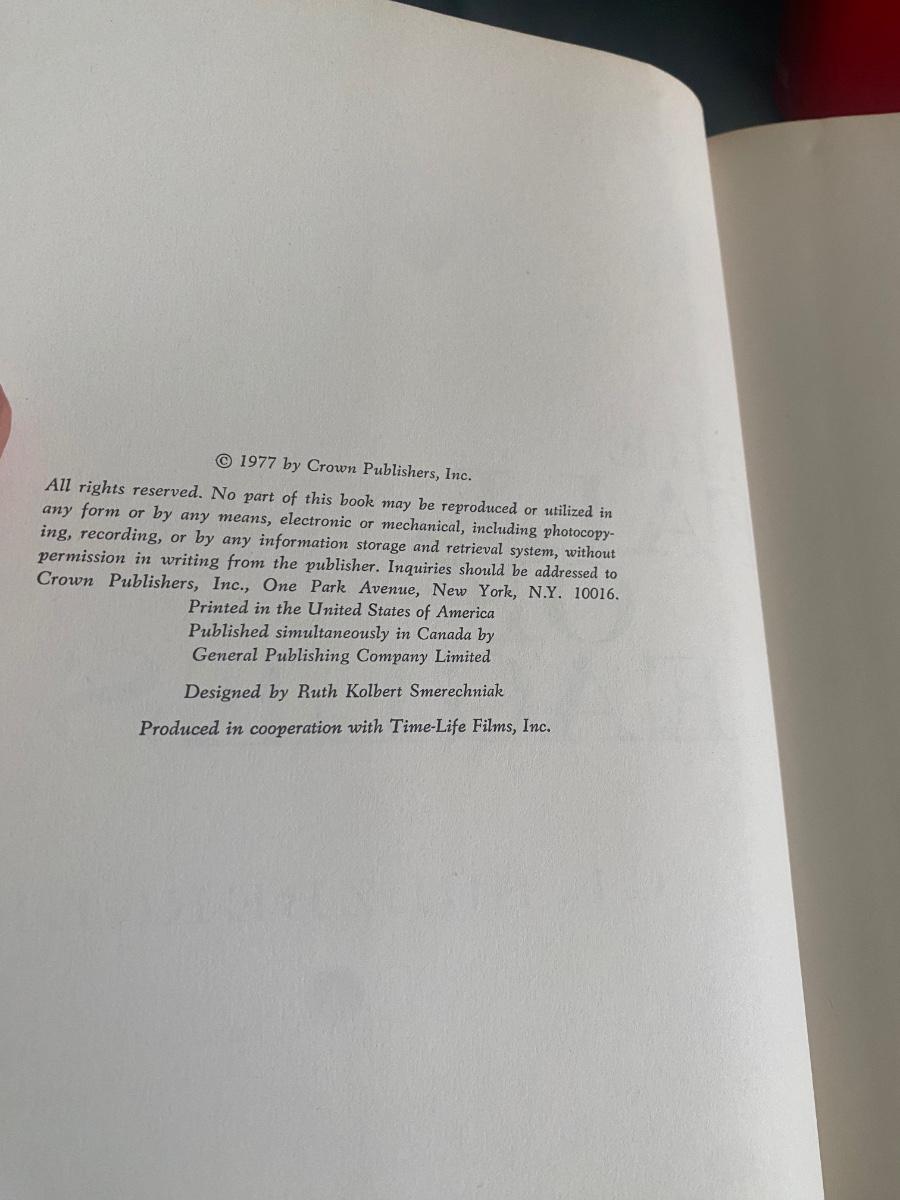 © 1977 by Crown Publishers, Inc.
All rights reserved. No part of this book may be reproduced or utilized in
any form or by any means, electronic or mechanical, including photocopy-
ing, recording, or by any information storage and retrieval system, without
permission in writing from the publisher. Inquiries should be addressed to
Crown Publishers, Inc., One Park Avenue, New York, N.Y. 10016.
Printed in the United States of America
Published simultaneously in Canada by
General Publishing Company Limited
Designed by Ruth Kolbert Smerechniak
Produced in cooperation with Time-Life Films, Inc.